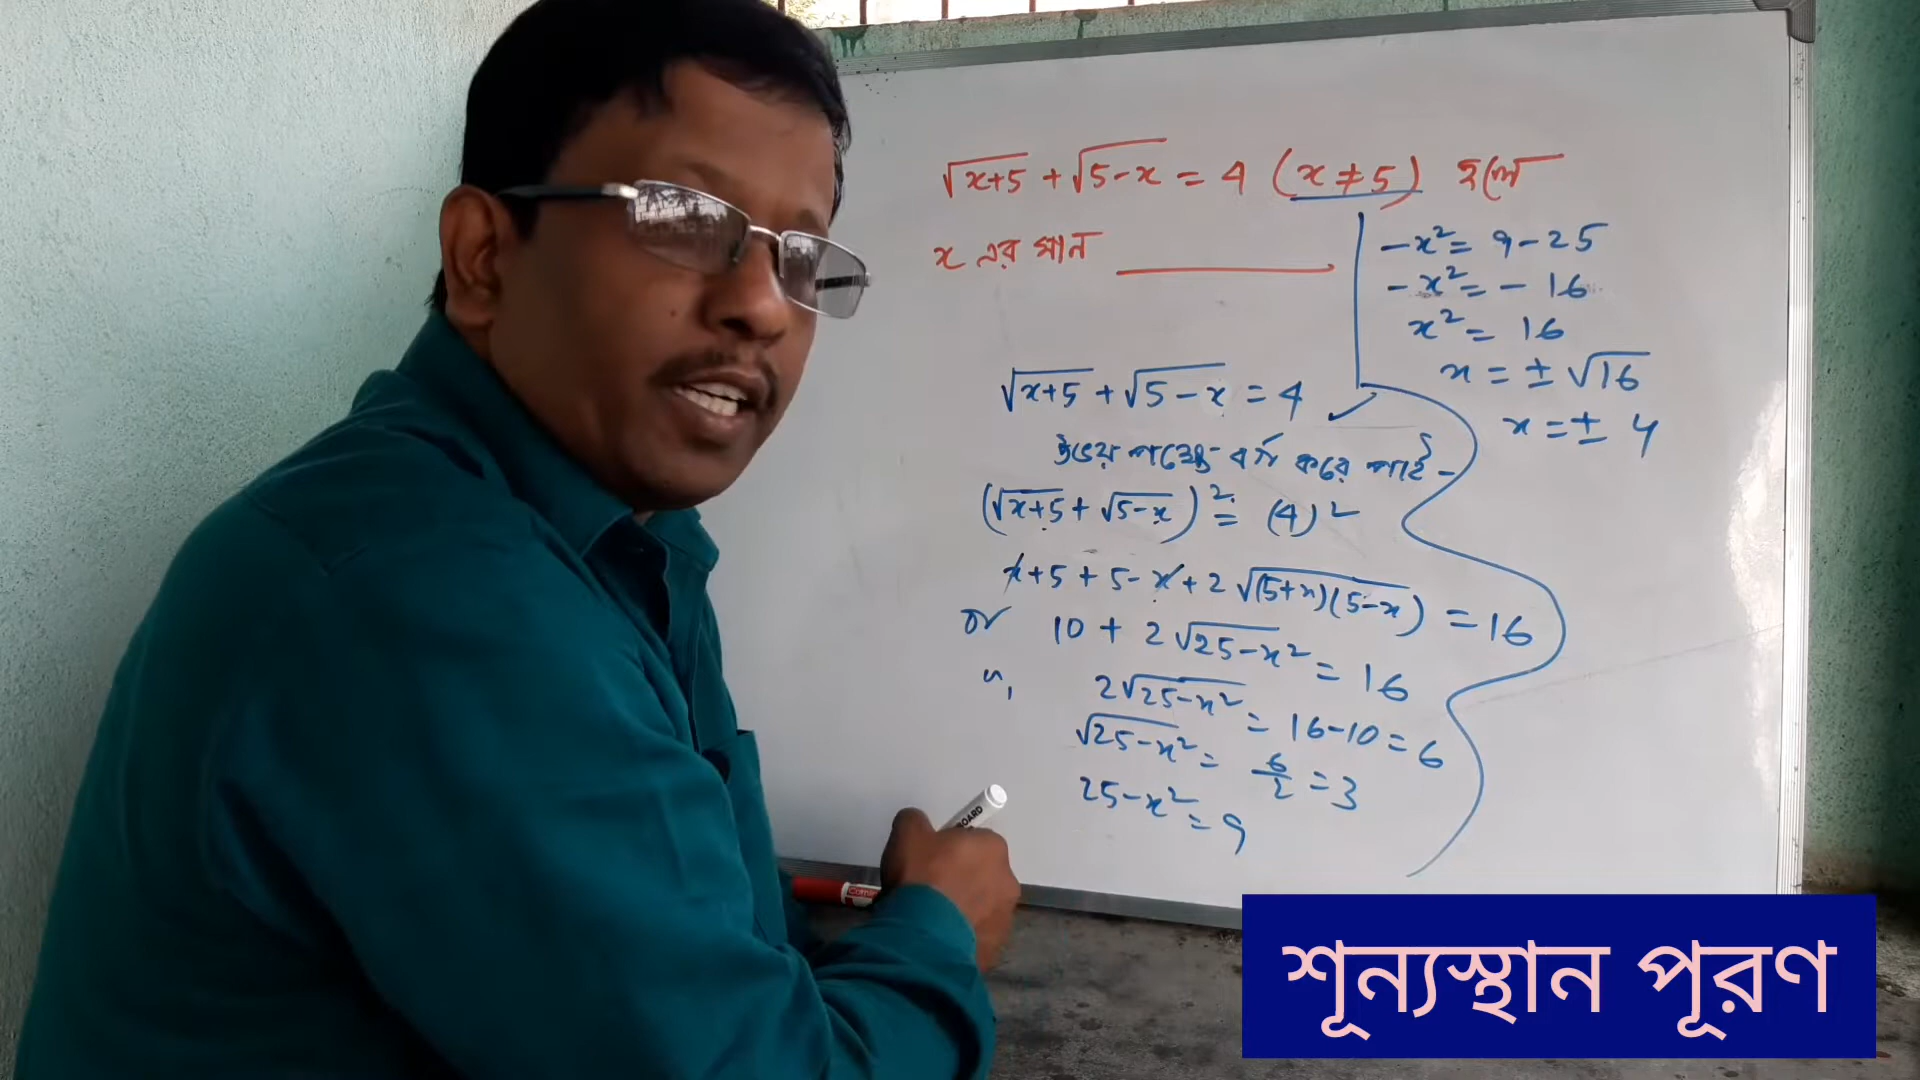 √x+5 + √5-x = 4 (x ≠ 5) হলে
x এর মান ________
-x² = 9-25
-x² = -16
x² = 16
x = ± √16
x = ± 4
√x+5 + √5-x = 4
উভয় পক্ষে বর্গ করে পাই -
(√x+5 + √5-x)² = (4)²
x+5+5-x+2√(5+x)(5-x) = 16
or 10 + 2√25-x² = 16
2√25-x² = 16-10 = 6
√25-x² = 6/2 = 3
25-x² = 9
BOARD
শূন্যস্থান পূরণ